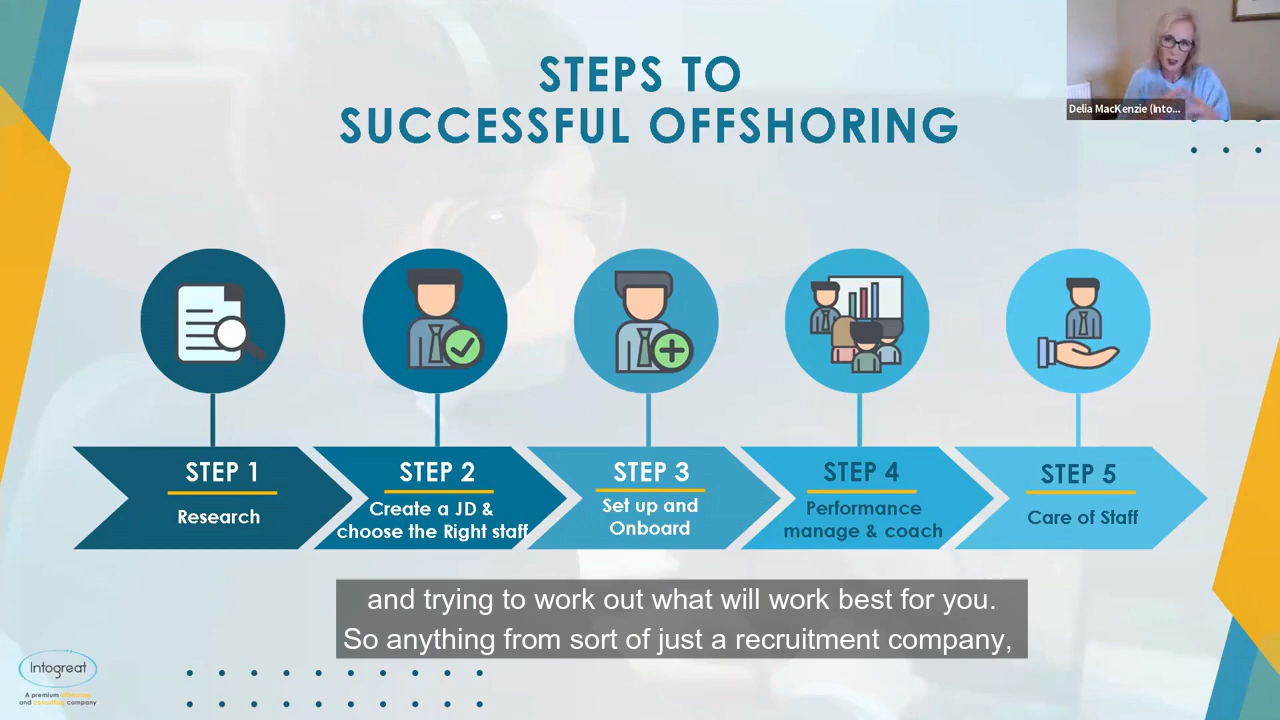 STEPS TO
SUCCESSFUL OFFSHORING
Delia MacKenzie (Into...
STEP 1
Research
STEP 2
Create a JD &
choose the Right staff
STEP 3
Set up and
Onboard
STEP 4
Performance
manage & coach
STEP 5
Care of Staff
and trying to work out what will work best for you.
So anything from sort of just a recruitment company,
Intogreat
A premium offshoring
and consulting company